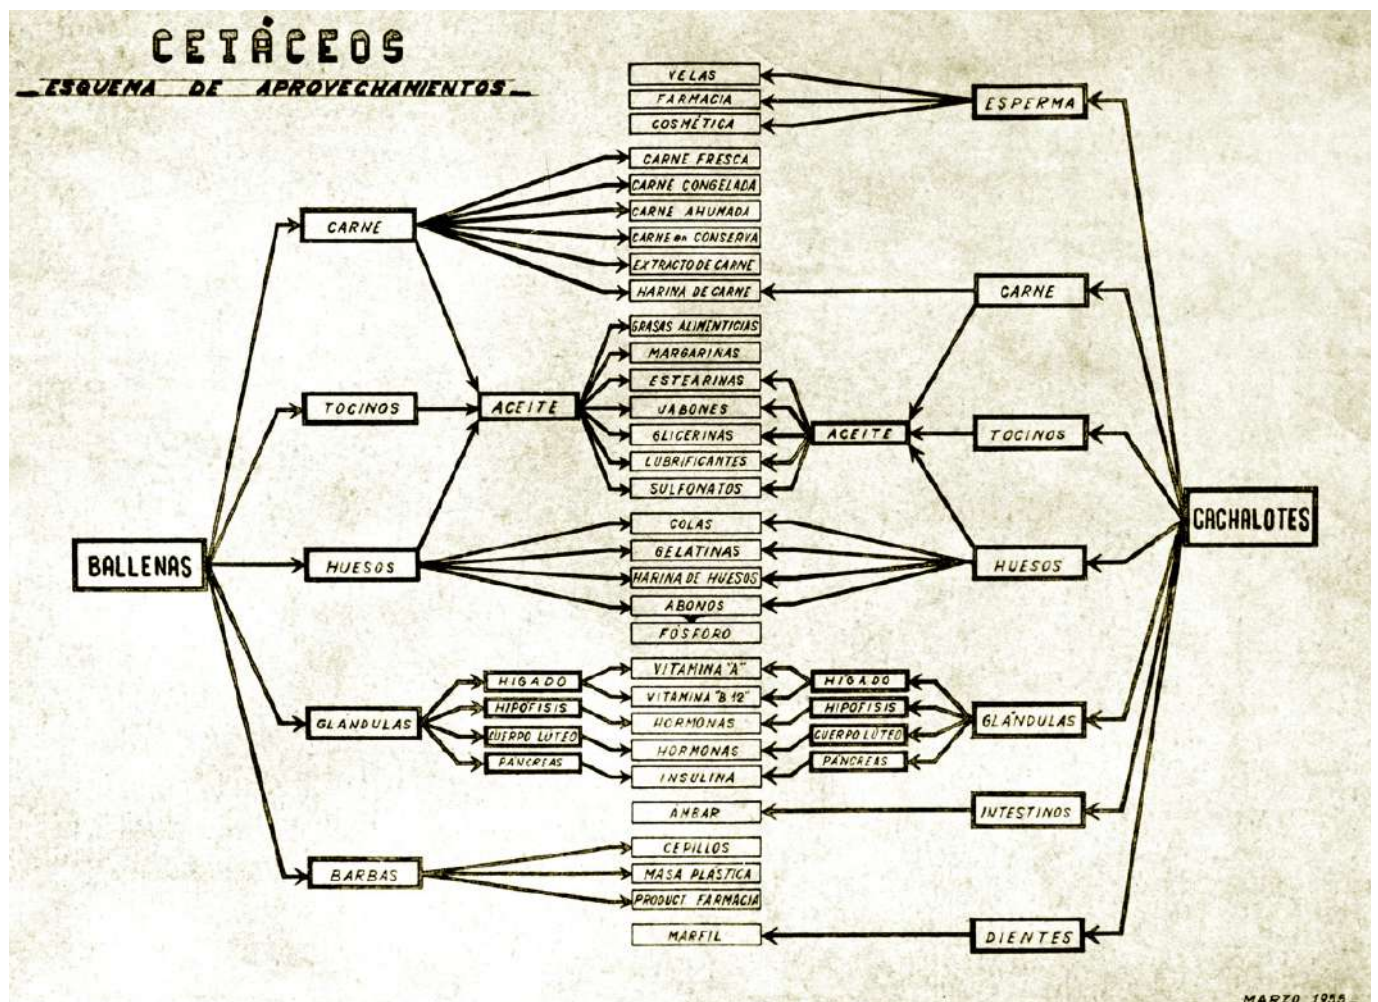 CETÁCEOS
ESQUEMA DE APROVECHAMIENTOS
VELAS
FARMACIA
COSMÉTICA
ESPERMA
CARNE FRESCA
CARNE CONGELADA
CARNE AHUMADA
CARNE en CONSERVA
EXTRACTO DE CARNE
HARINA DE CARNE
CARNE
CARNE
GRASAS ALIMENTICIAS
MARGARINAS
ESTEARINAS
JABONES
GLICERINAS
LUBRIFICANTES
SULFONATOS
TOCINOS
ACEITE
ACEITE
TOCINOS
CACHALOTES
BALLENAS
HUESOS
COLAS
GELATINAS
HARINA DE HUESOS
ABONOS
FÓSFORO
HUESOS
GLÁNDULAS
HIGADO
HIPÓFISIS
CUERPO LÚTEO
PÁNCREAS
VITAMINA "A"
VITAMINA "B 12"
HORMONAS
HORMONAS
INSULINA
HIGADO
HIPÓFISIS
CUERPO LÚTEO
PÁNCREAS
GLÁNDULAS
ÁMBAR
INTESTINOS
BARBAS
CEPILLOS
MASA PLÁSTICA
PRODUCT FARMACIA
MARFIL
DIENTES